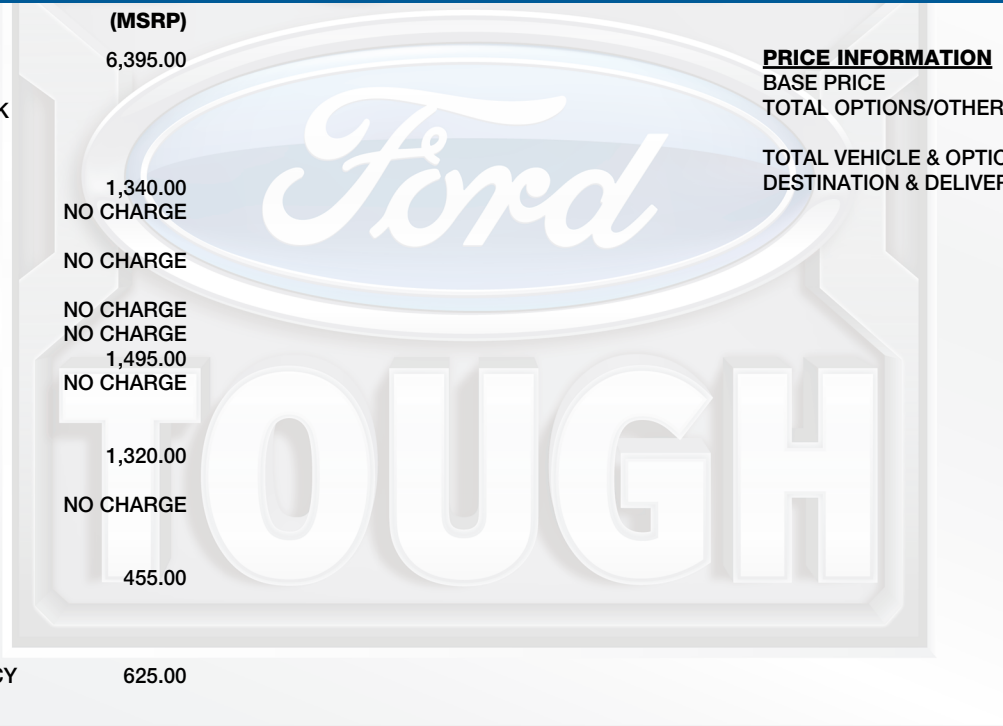 (MSRP)
6,395.00
K
1,340.00
NO CHARGE
NO CHARGE
NO CHARGE
NO CHARGE
1,495.00
NO CHARGE
1,320.00
NO CHARGE
455.00
CY 625.00
PRICE INFORMATION
BASE PRICE
TOTAL OPTIONS/OTHER
TOTAL VEHICLE & OPTIO
DESTINATION & DELIVER
Ford
TOUGH